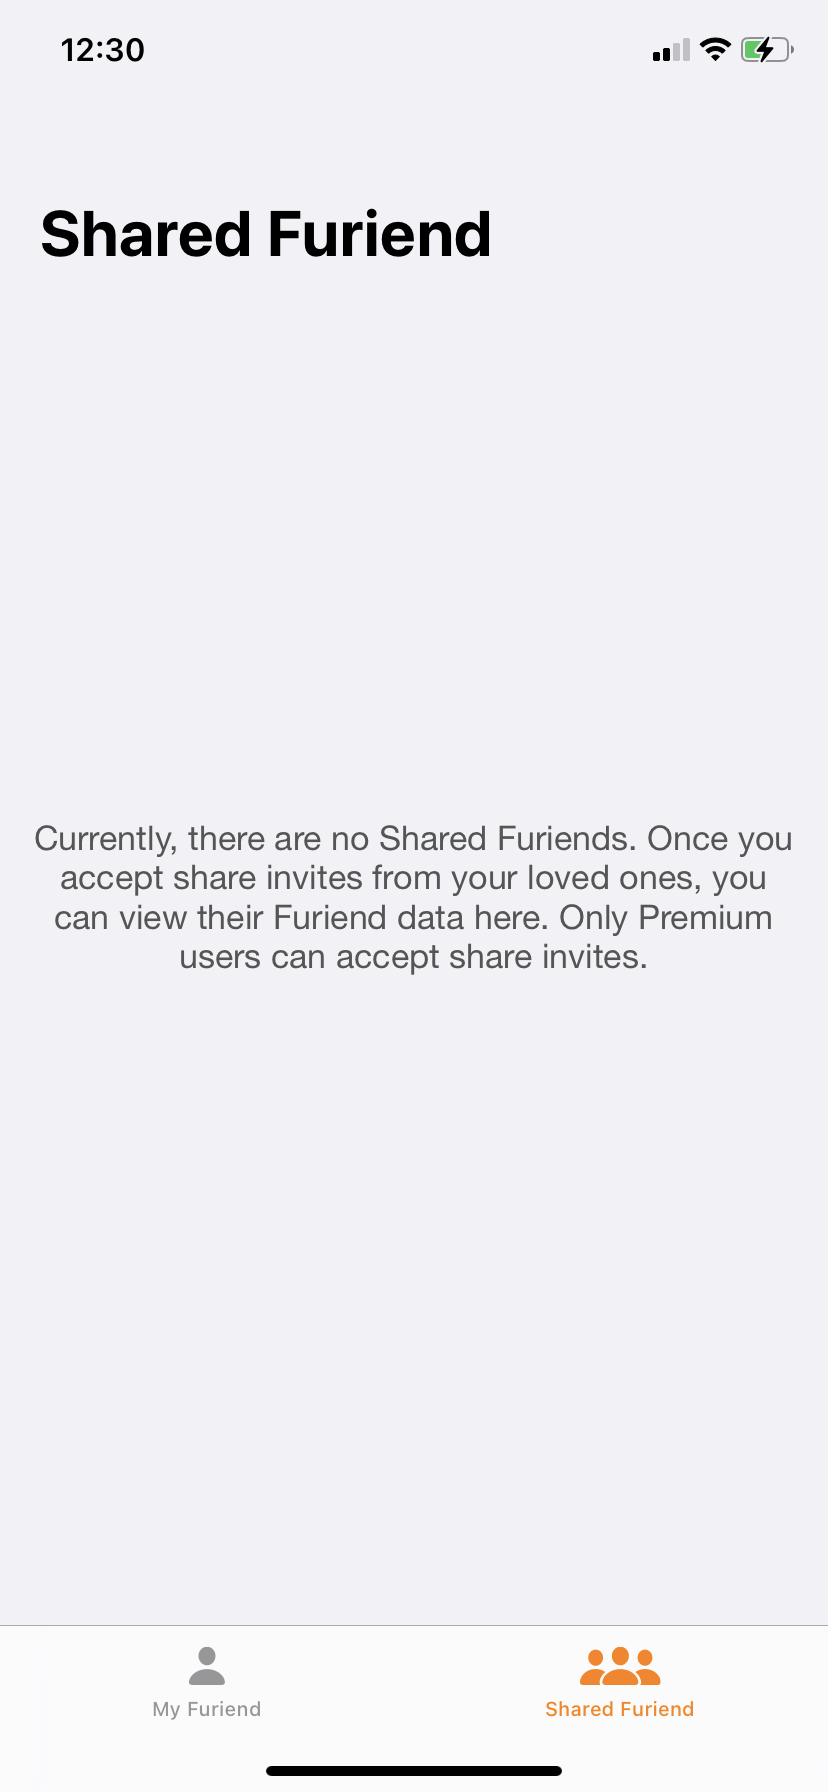 12:30
Shared Furiend
Currently, there are no Shared Furiends. Once you
accept share invites from your loved ones, you
can view their Furiend data here. Only Premium
users can accept share invites.
My Furiend
Shared Furiend